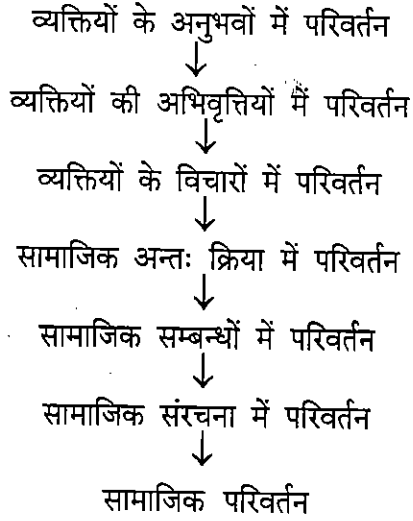 व्यक्तियों के अनुभवों में परिवर्तन
↓
व्यक्तियों की अभिवृत्तियों में परिवर्तन
↓
व्यक्तियों के विचारों में परिवर्तन
↓
सामाजिक अन्तः क्रिया में परिवर्तन
↓
सामाजिक सम्बन्धों में परिवर्तन
↓
सामाजिक संरचना में परिवर्तन
↓
सामाजिक परिवर्तन